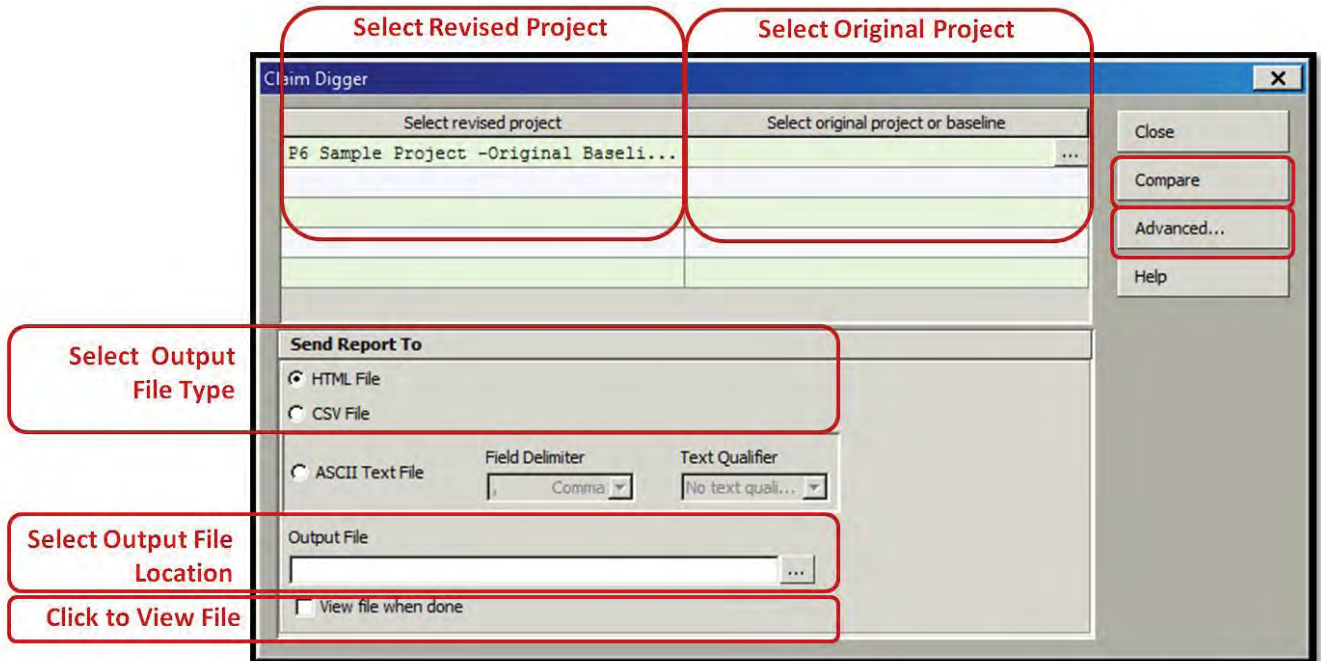 Select Revised Project
Select Original Project
Claim Digger
Select revised project
Select original project or baseline
P6 Sample Project -Original Baseli...
...
Close
Compare
Advanced...
Help
Select Output
File Type
Send Report To
HTML File
CSV File
ASCII Text File
Field Delimiter
, Comma
Text Qualifier
No text quali...
Select Output File
Location
Output File
...
Click to View File
View file when done